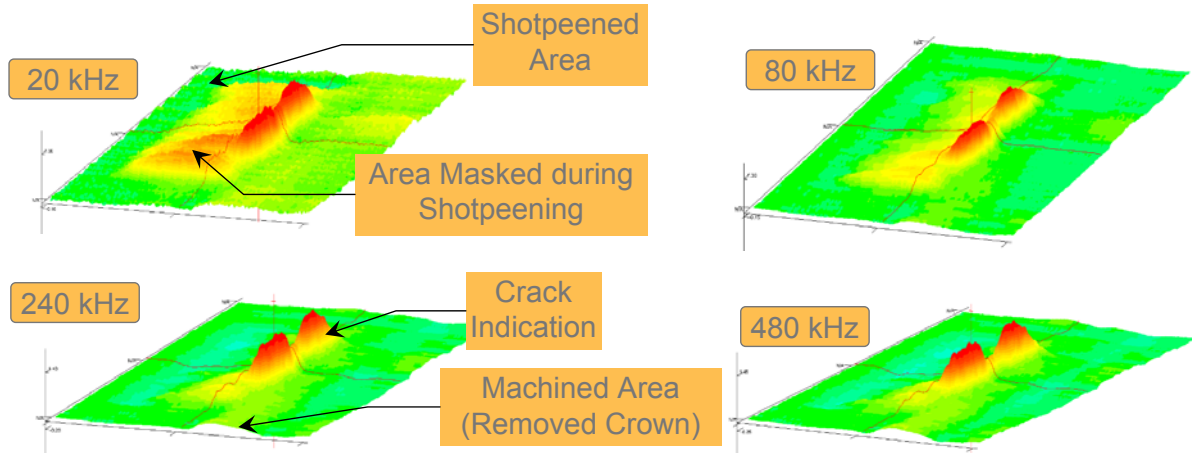 Shotpeened
Area
20 kHz
80 kHz
Area Masked during
Shotpeening
240 kHz
Crack
Indication
480 kHz
Machined Area
(Removed Crown)